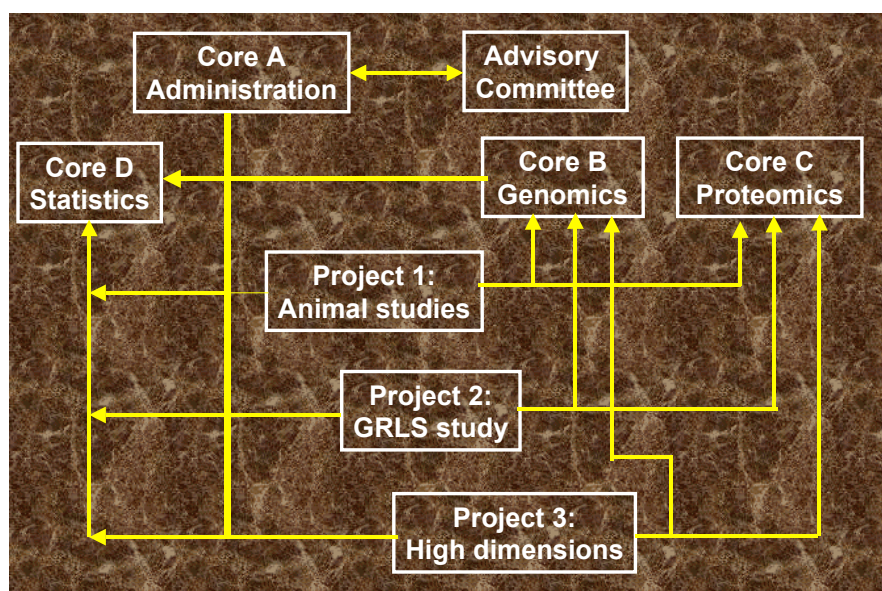 Core A
Administration
Advisory
Committee
Core D
Statistics
Core B
Genomics
Core C
Proteomics
Project 1:
Animal studies
Project 2:
GRLS study
Project 3:
High dimensions